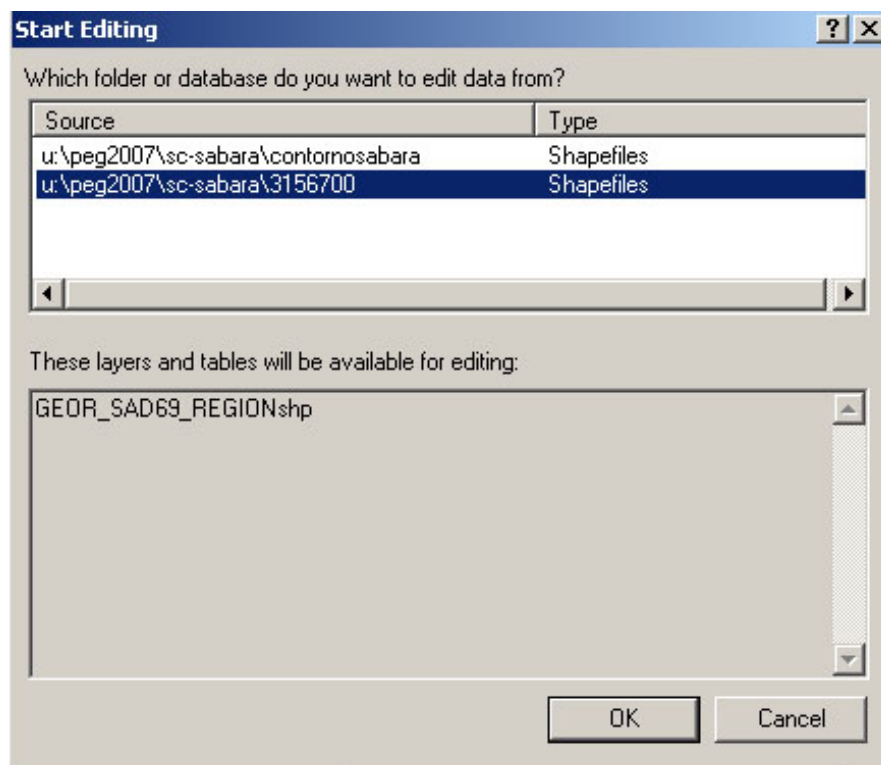 Start Editing
Which folder or database do you want to edit data from?
Source Type
u:\peg2007\sc-sabara\contornosabara Shapefiles
u:\peg2007\sc-sabara\3156700 Shapefiles
These layers and tables will be available for editing:
GEOR_SAD69_REGIONshp
OK Cancel